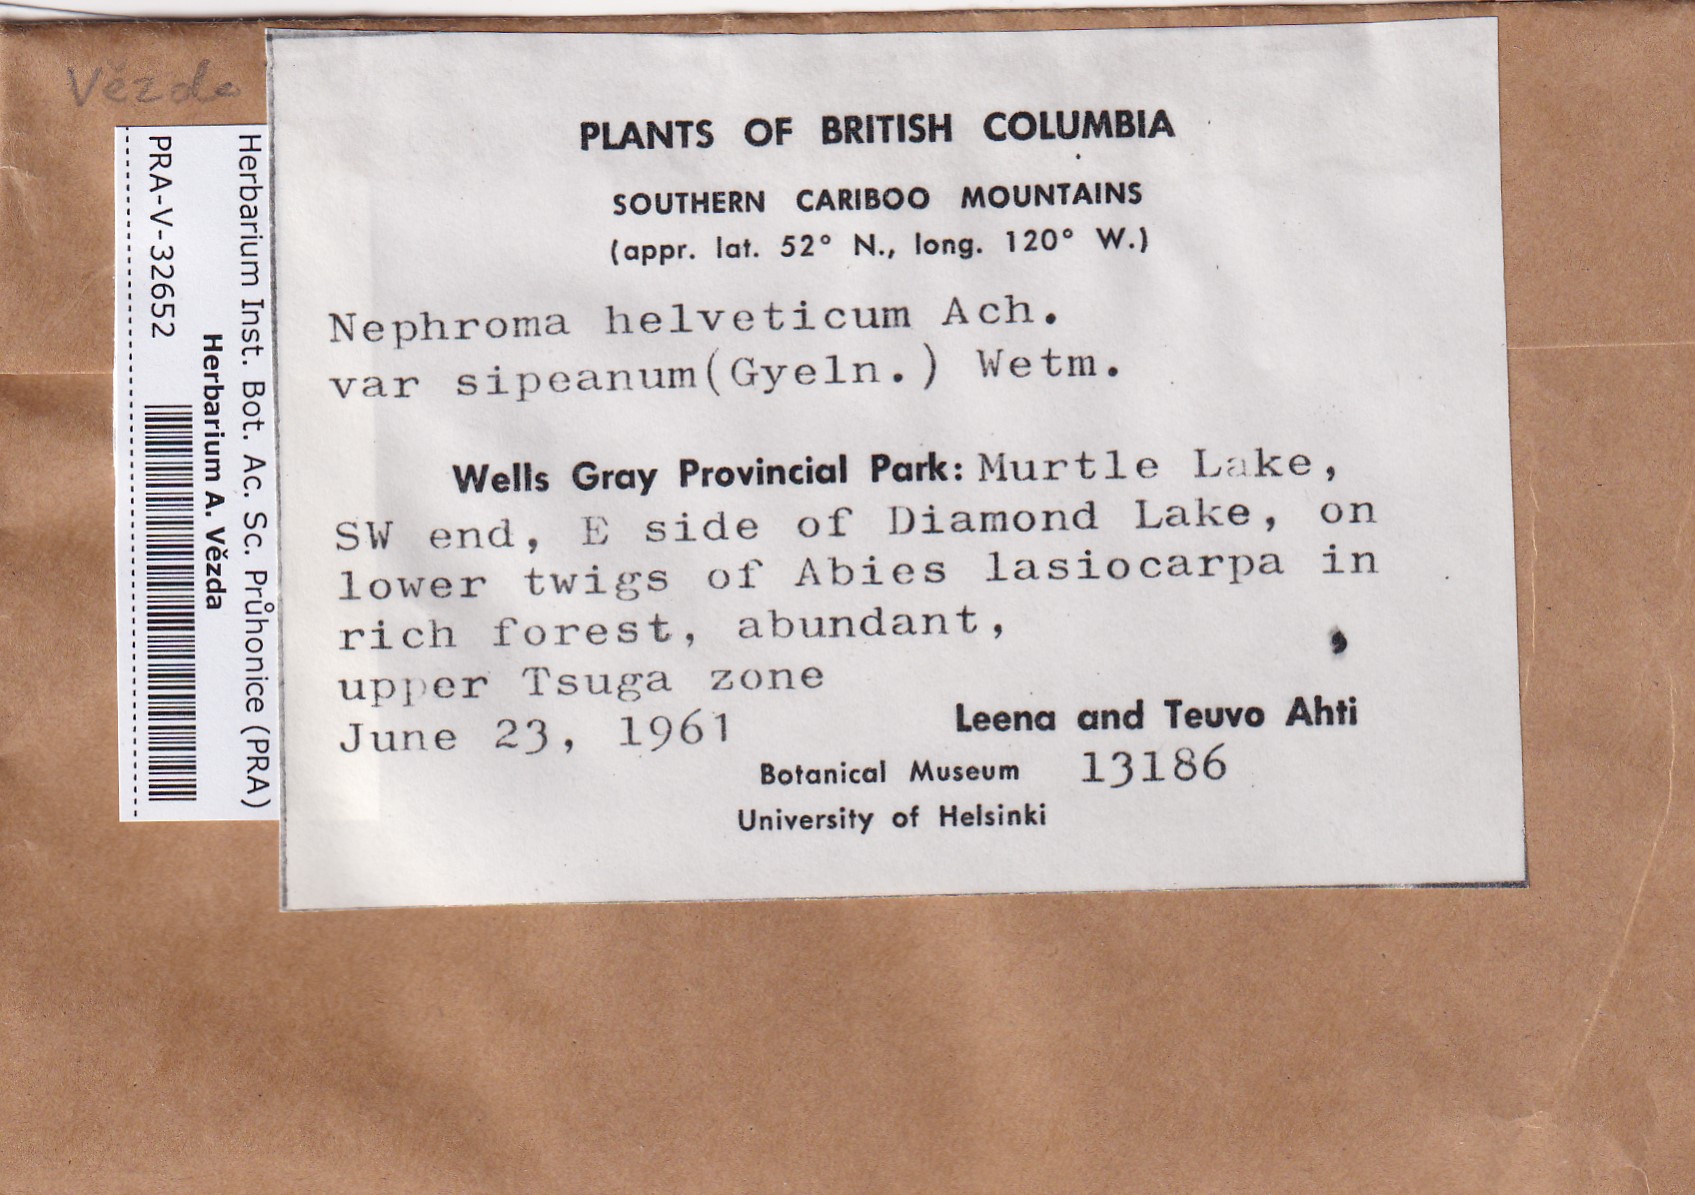 Vězda
Herbarium Inst. Bot. Ac. Sc. Průhonice (PRA)
Herbarium A. Vězda
PRA-V-32652
PLANTS OF BRITISH COLUMBIA
SOUTHERN CARIBOO MOUNTAINS
(appr. lat. 52° N., long. 120° W.)
Nephroma helveticum Ach.
var sipeanum(Gyeln.) Wetm.
Wells Gray Provincial Park: Murtle Lake,
SW end, E side of Diamond Lake, on
lower twigs of Abies lasiocarpa in
rich forest, abundant, ,
upper Tsuga zone
June 23, 1961
Leena and Teuvo Ahti
Botanical Museum 13186
University of Helsinki